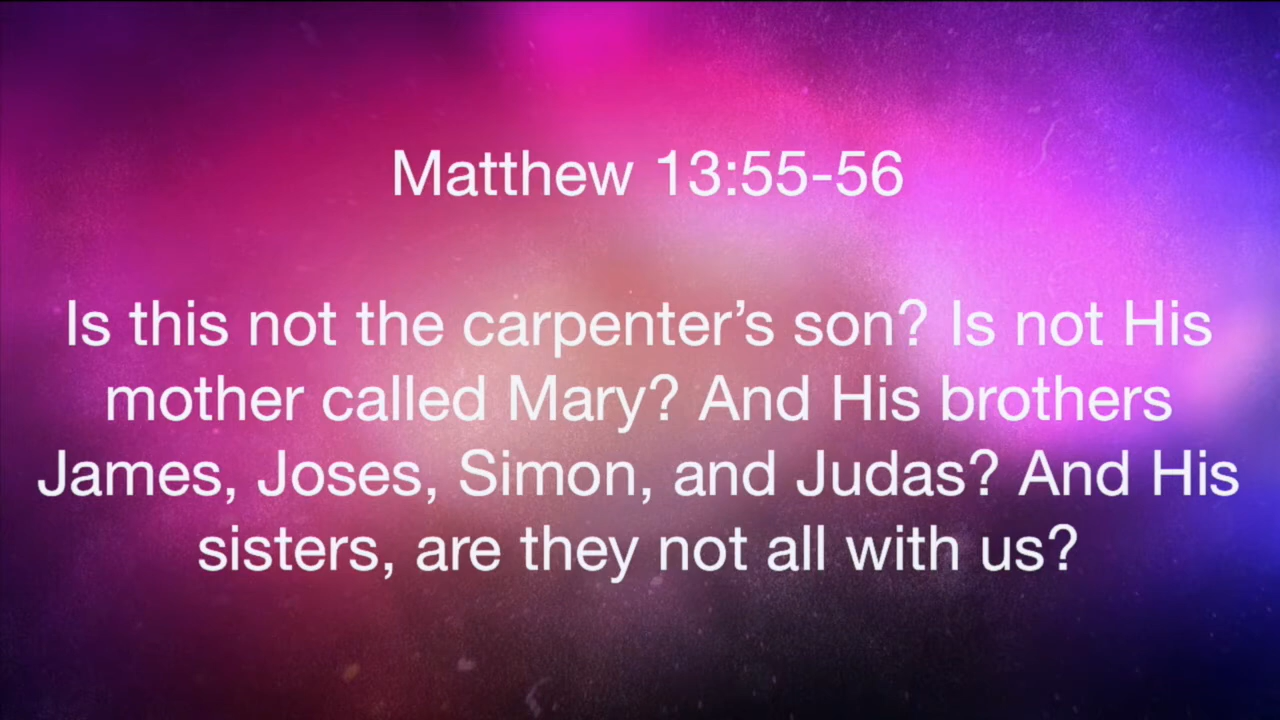 Matthew 13:55-56
Is this not the carpenter’s son? Is not His
mother called Mary? And His brothers
James, Joses, Simon, and Judas? And His
sisters, are they not all with us?